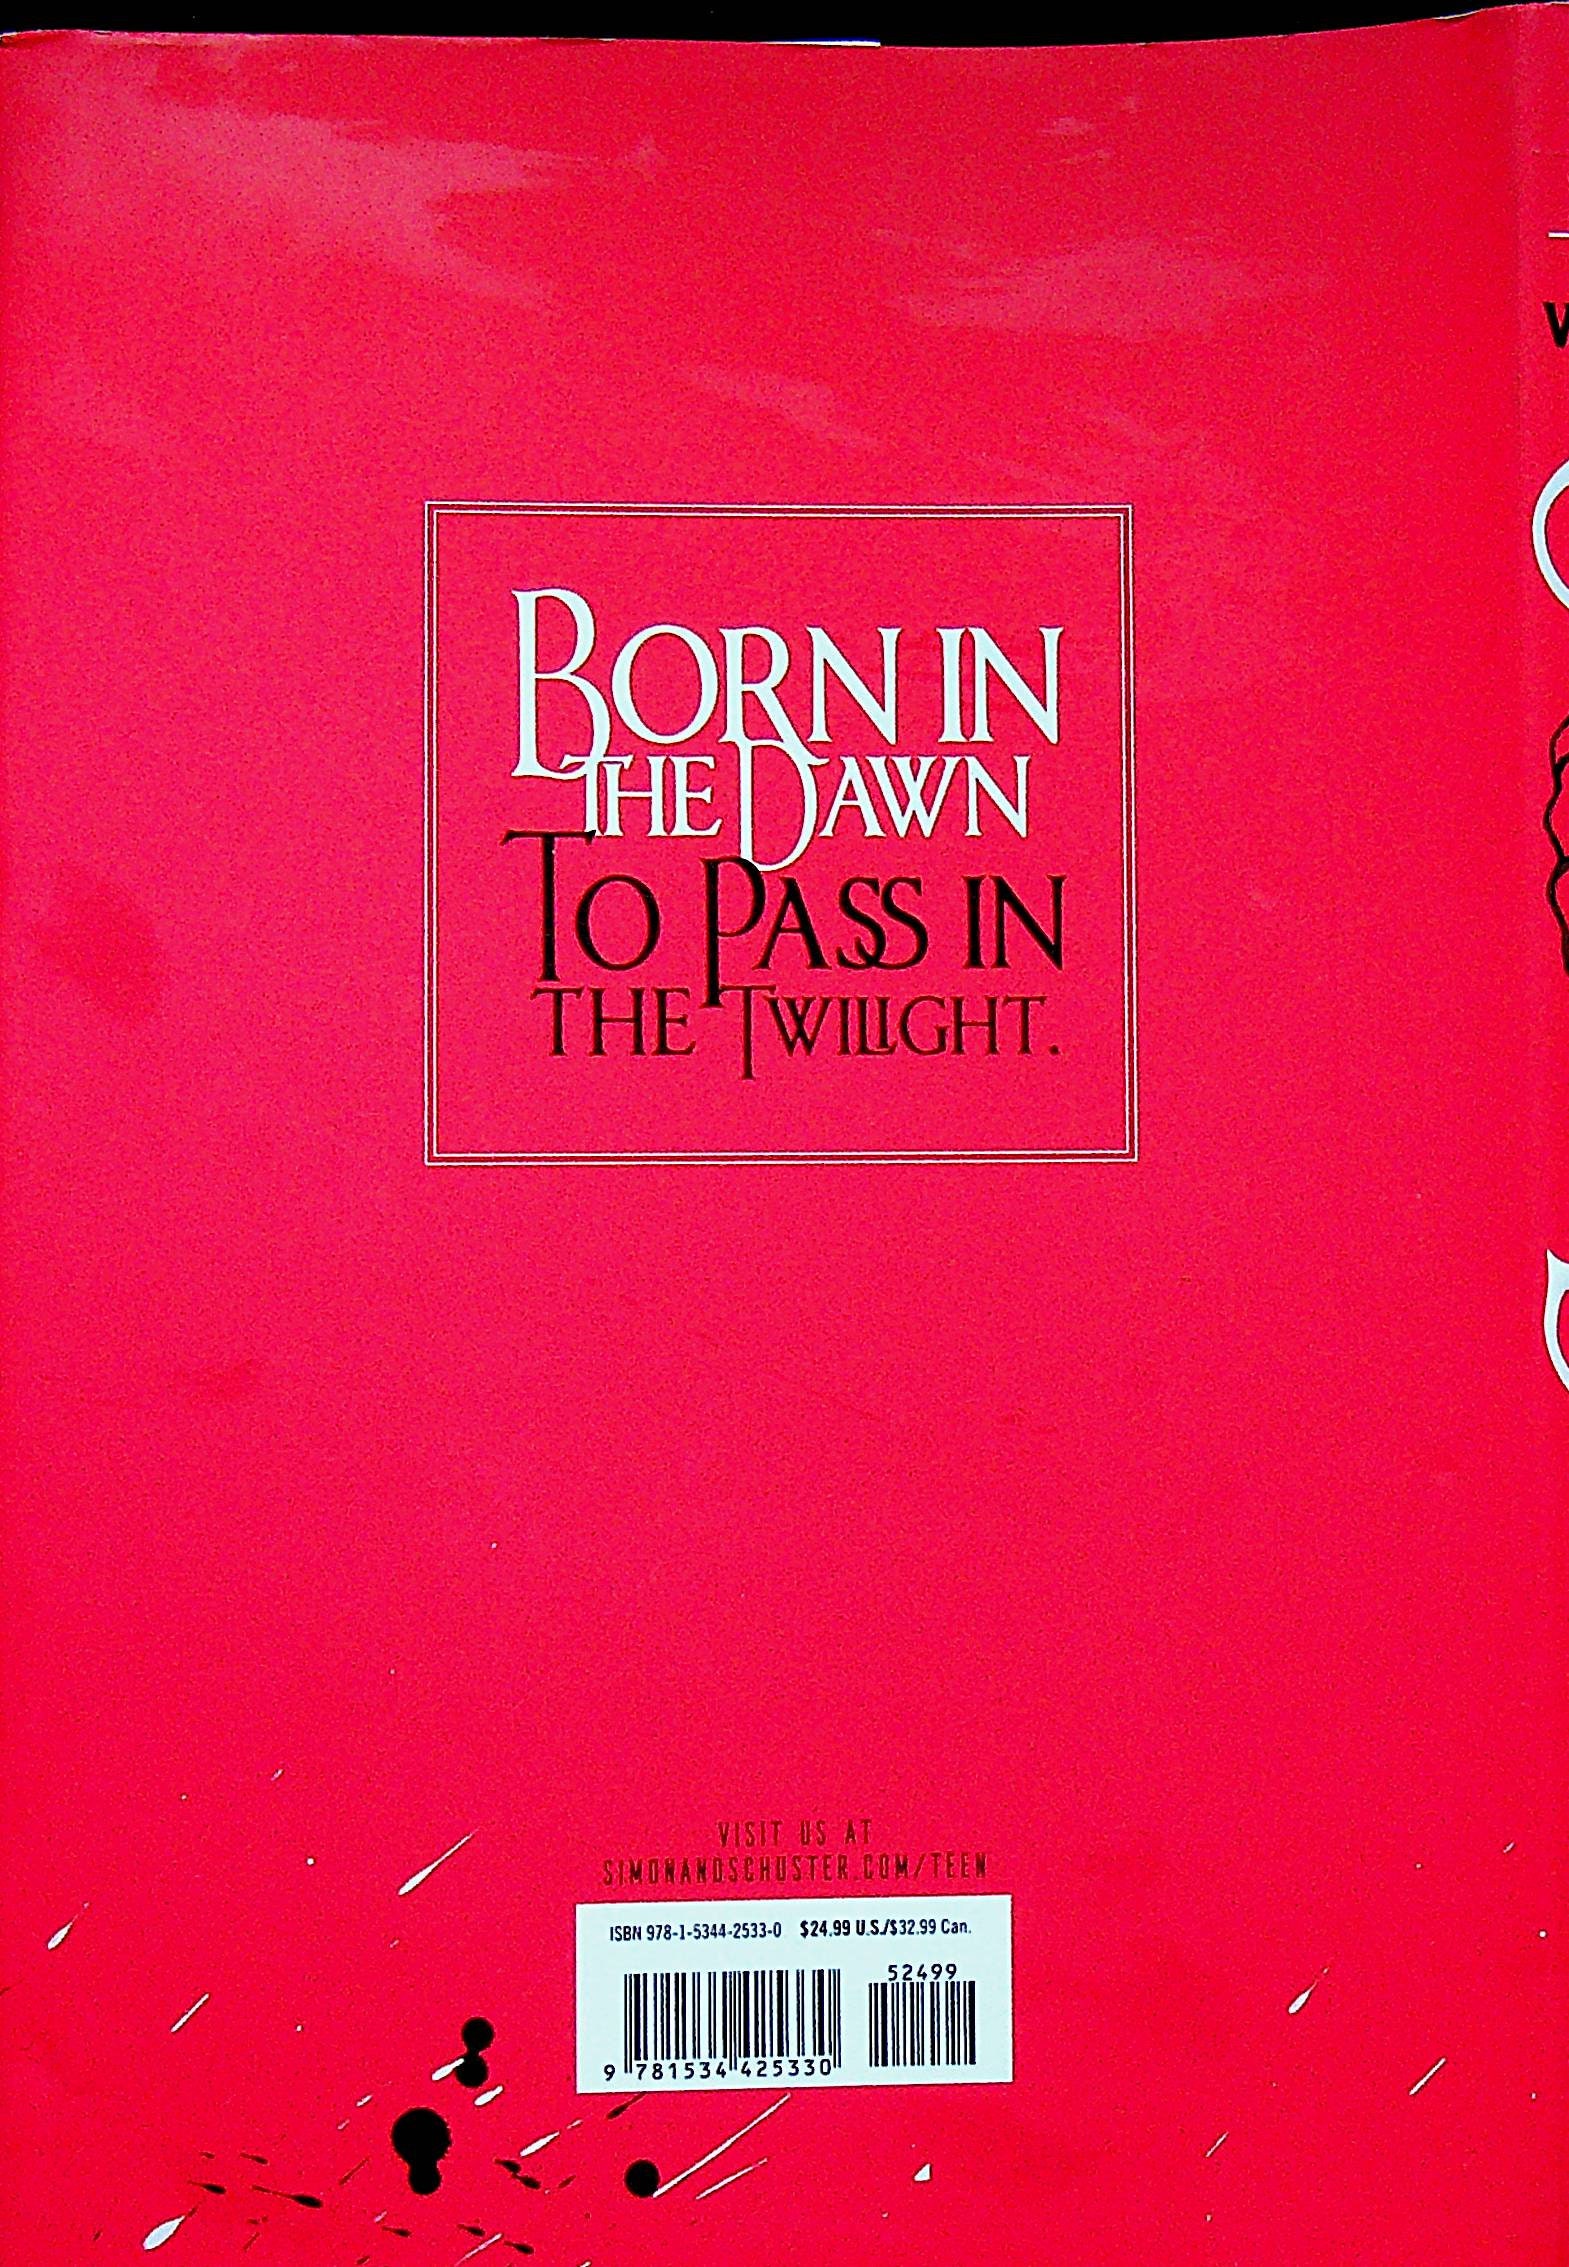 BORN IN
THE DAWN
TO PASS IN
THE TWILIGHT.
VISIT US AT
SIMONANDSCHUSTER.COM/TEEN
ISBN 978-1-5344-2533-0 $24.99 U.S./$32.99 Can.
52499
9 781534 425330